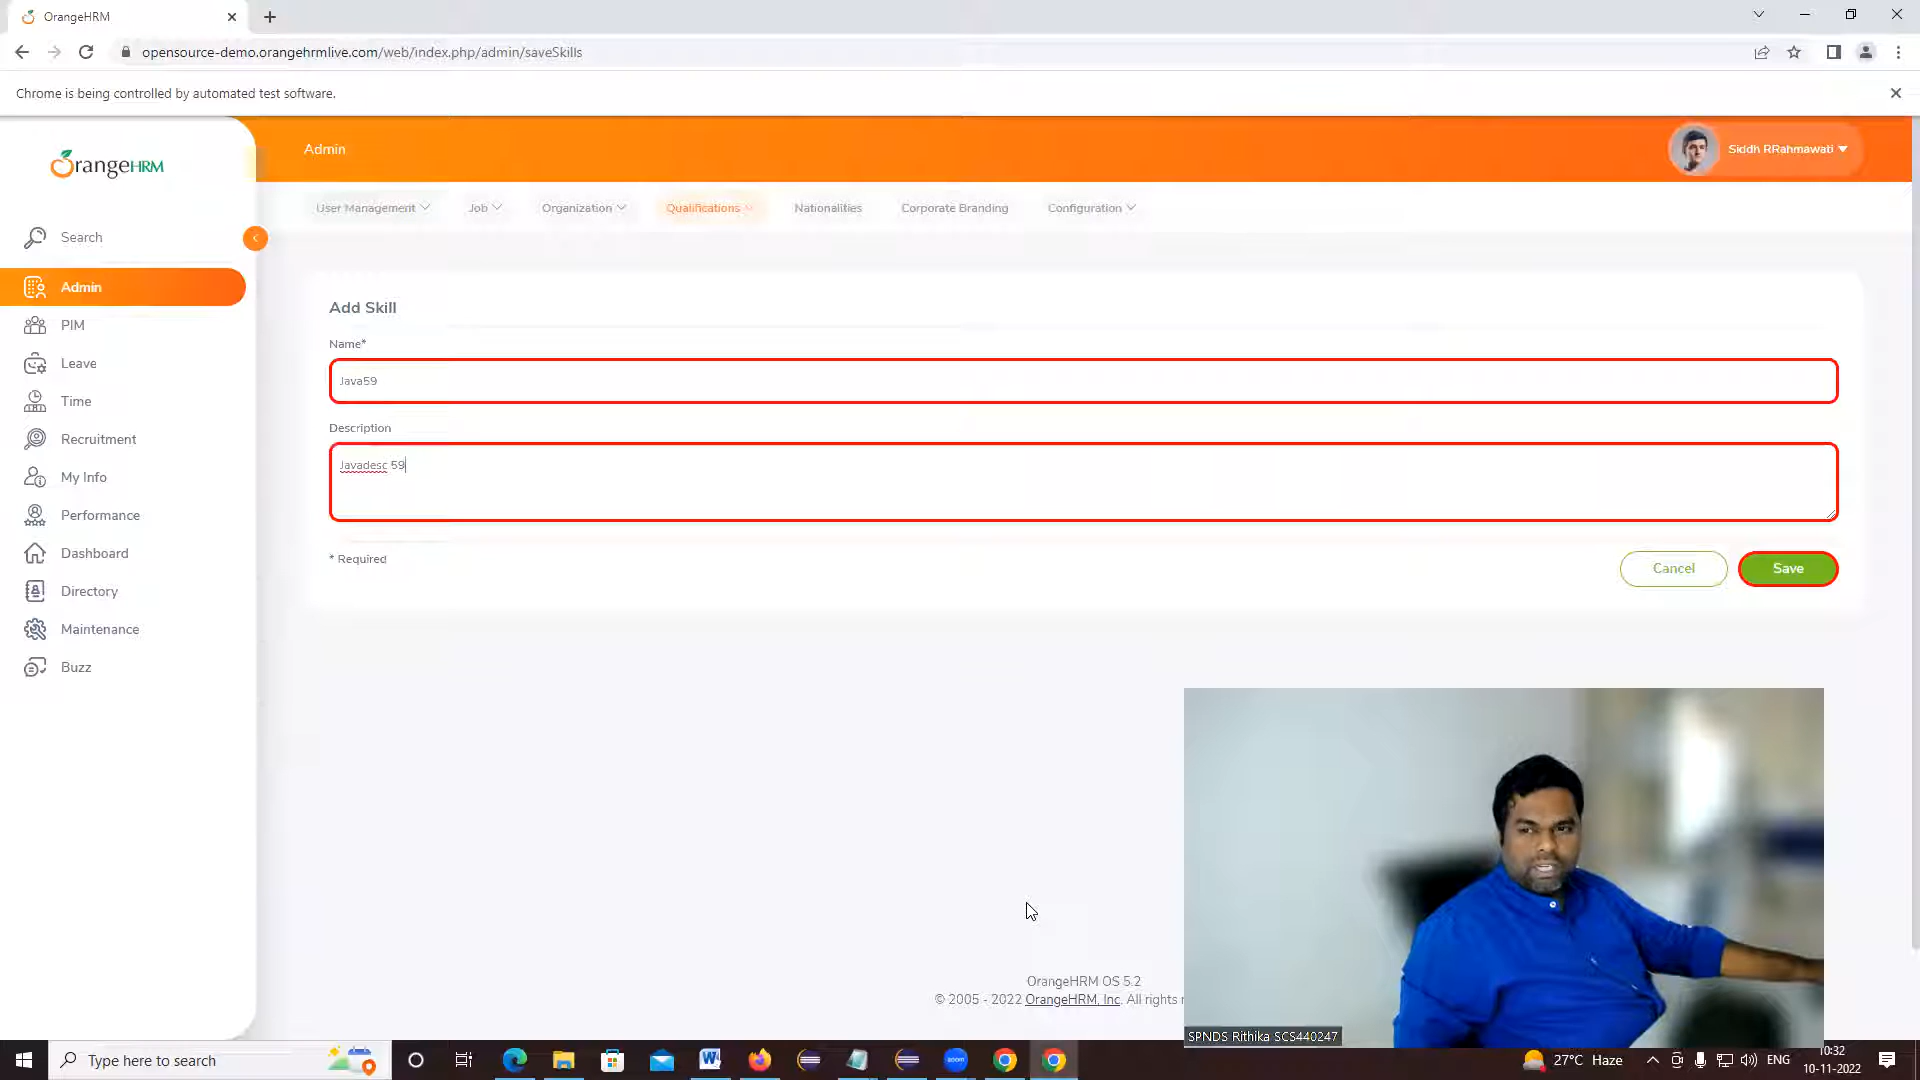 OrangeHRM
opensource-demo.orangehrmlive.com/web/index.php/admin/saveSkills
Chrome is being controlled by automated test software.
OrangeHRM
Admin
Siddh RRahmawati
User Management
Job
Organization
Qualifications
Nationalities
Corporate Branding
Configuration
Search
Admin
PIM
Leave
Time
Recruitment
My Info
Performance
Dashboard
Directory
Maintenance
Buzz
Add Skill
Name*
Java59
Description
Javadesc 59
* Required
Cancel
Save
OrangeHRM OS 5.2
© 2005 - 2022 OrangeHRM, Inc. All rights r
SPNDS Rithika SCS440247
Type here to search
zoom
27°C Haze
ENG
10:32
10-11-2022